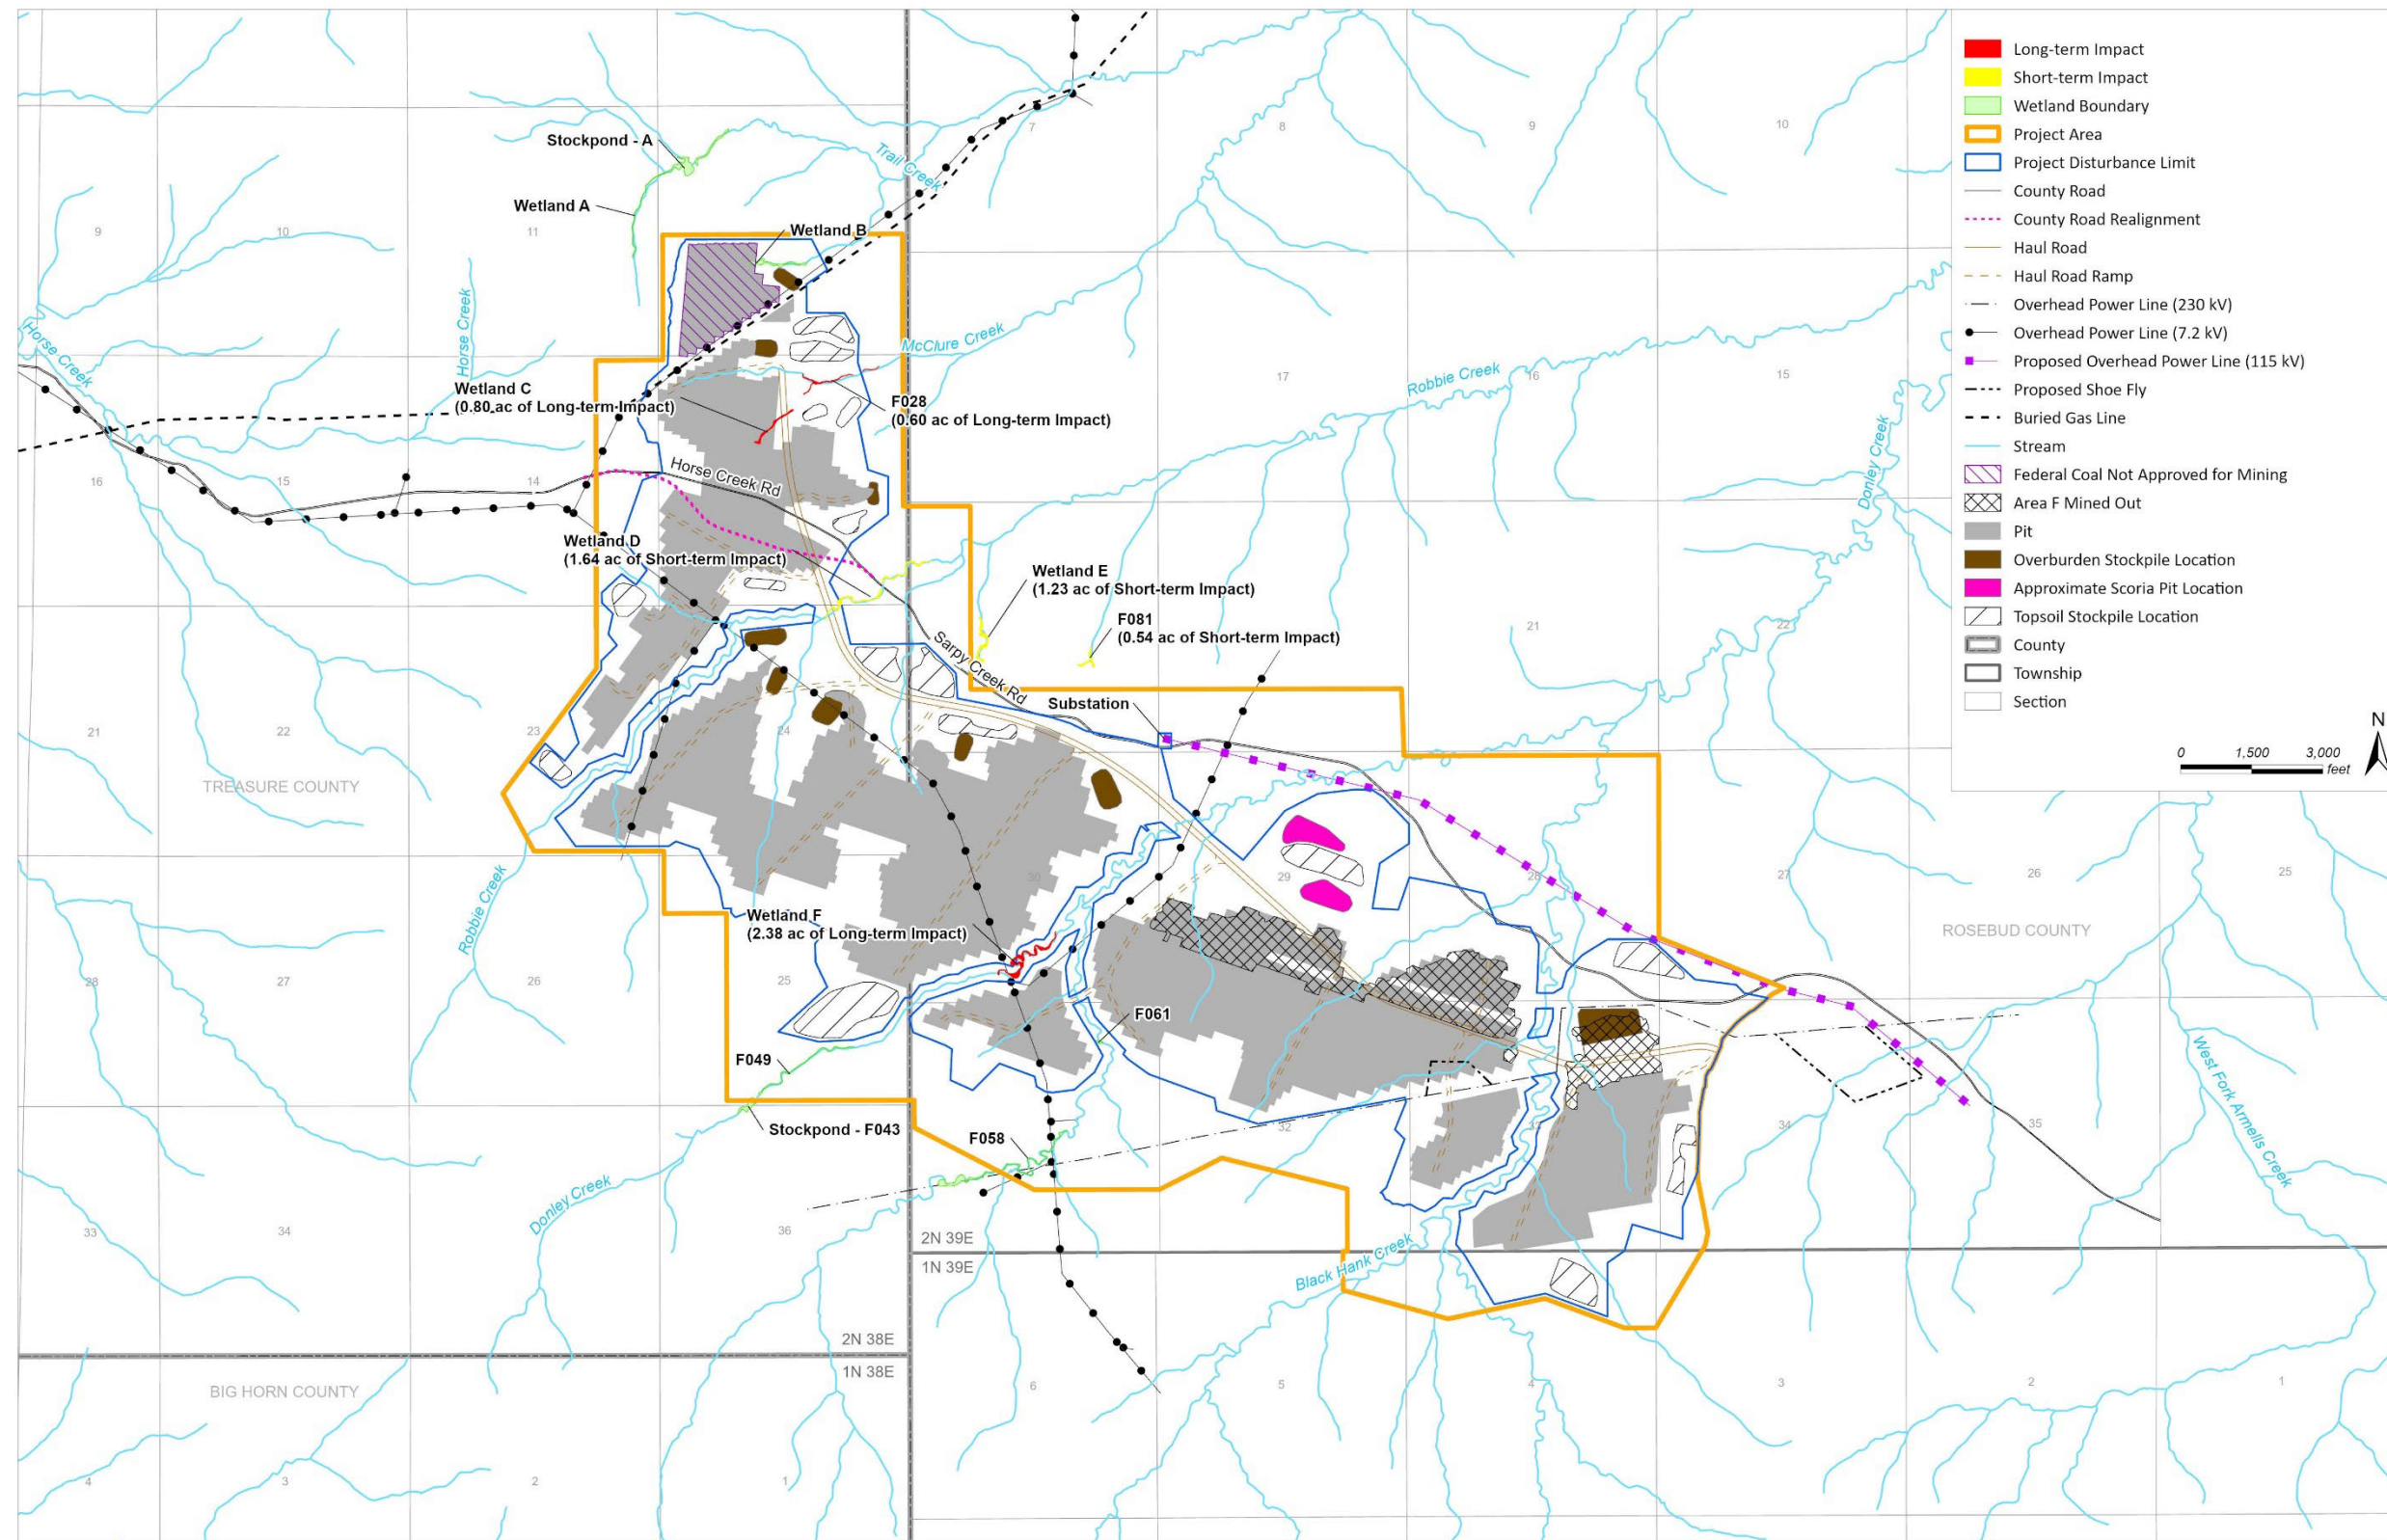 Long-term Impact
Short-term Impact
Wetland Boundary
Project Area
Project Disturbance Limit
County Road
County Road Realignment
Haul Road
Haul Road Ramp
Overhead Power Line (230 kV)
Overhead Power Line (7.2 kV)
Proposed Overhead Power Line (115 kV)
Proposed Shoe Fly
Buried Gas Line
Stream
Federal Coal Not Approved for Mining
Area F Mined Out
Pit
Overburden Stockpile Location
Approximate Scoria Pit Location
Topsoil Stockpile Location
County
Township
Section
N
0 1,500 3,000
feet
7
8
9
10
Stockpond - A
Trail Creek
Wetland A
Wetland B
9
10
11
Horse Creek
Horse Creek
McClure Creek
Wetland C
(0.80 ac of Long-term Impact)
F028
(0.60 ac of Long-term Impact)
17
Robbie Creek
16
15
Donley Creek
16
15
14
Horse Creek Rd
Wetland D
(1.64 ac of Short-term Impact)
Wetland E
(1.23 ac of Short-term Impact)
F081
(0.54 ac of Short-term Impact)
21
22
Sarpy Creek Rd
Substation
21
22
23
24
TREASURE COUNTY
30
29
28
27
26
25
Robbie Creek
Wetland F
(2.38 ac of Long-term Impact)
ROSEBUD COUNTY
28
27
26
25
F061
F049
Stockpond - F043
F058
32
33
34
35
West Fork Armells Creek
Donley Creek
33
34
36
2N 39E
1N 39E
Black Hank Creek
2N 38E
1N 38E
BIG HORN COUNTY
6
5
4
3
2
1
4
3
2
1